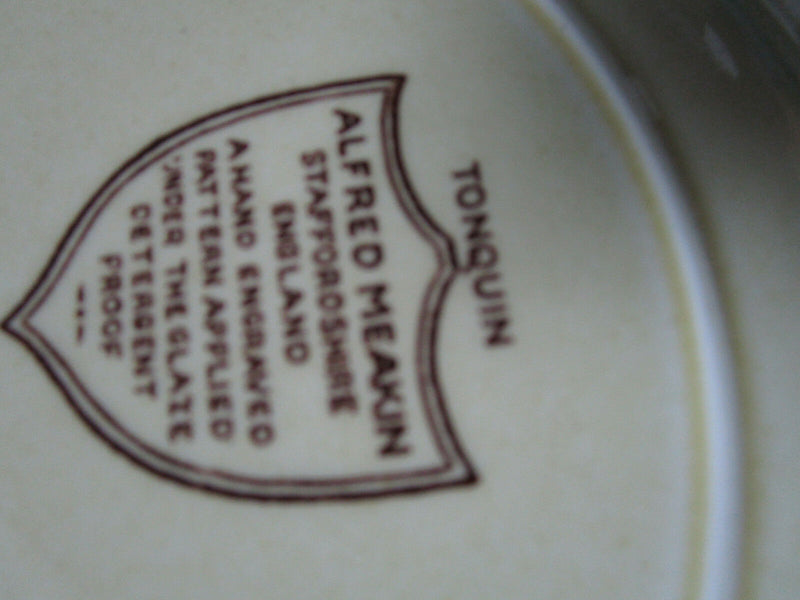 TONQUIN
ALFRED MEAKIN
STAFFORDSHIRE
ENGLAND
A HAND ENGRAVED
PATTERN APPLIED
UNDER THE GLAZE
DETERGENT
PROOF